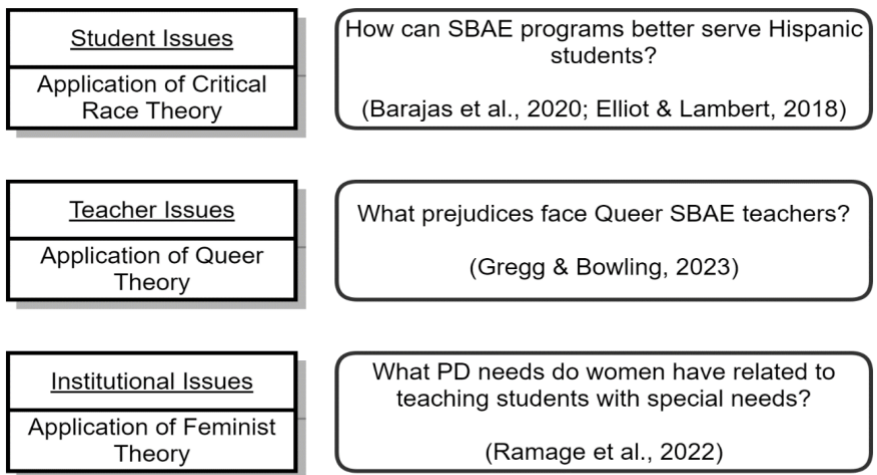 Student Issues
Application of Critical
Race Theory
How can SBAE programs better serve Hispanic
students?
(Barajas et al., 2020; Elliot & Lambert, 2018)
Teacher Issues
Application of Queer
Theory
What prejudices face Queer SBAE teachers?
(Gregg & Bowling, 2023)
Institutional Issues
Application of Feminist
Theory
What PD needs do women have related to
teaching students with special needs?
(Ramage et al., 2022)